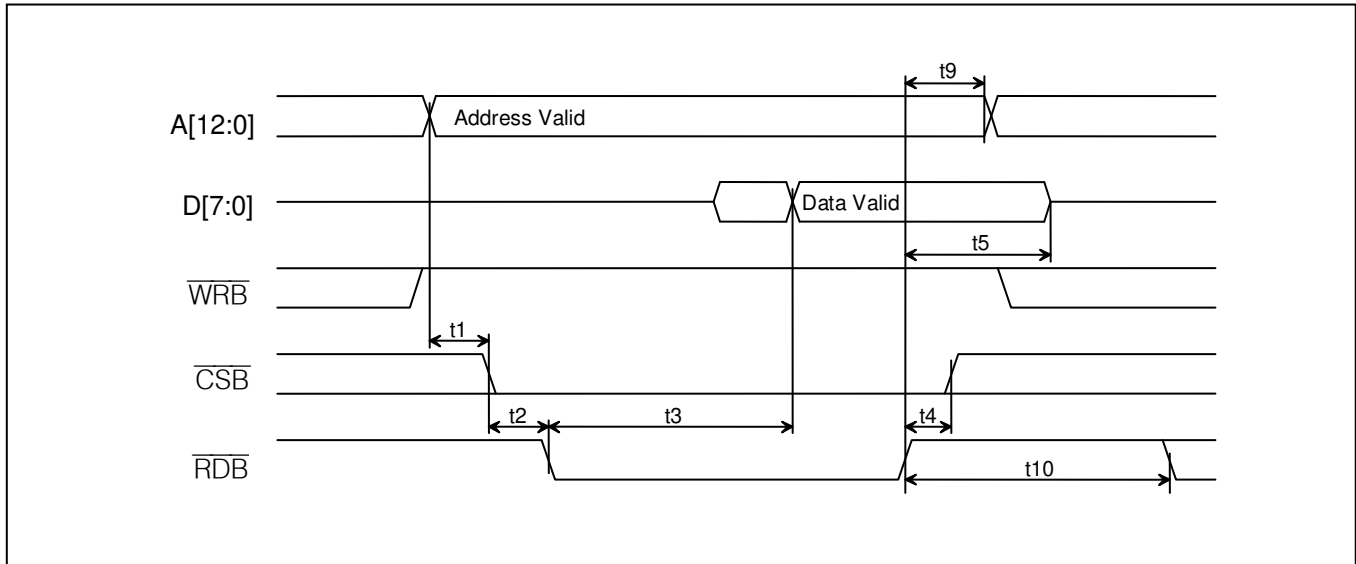 t9
A[12:0]
Address Valid
D[7:0]
Data Valid
t5
WRB
t1
CSB
t2
t3
t4
RDB
t10